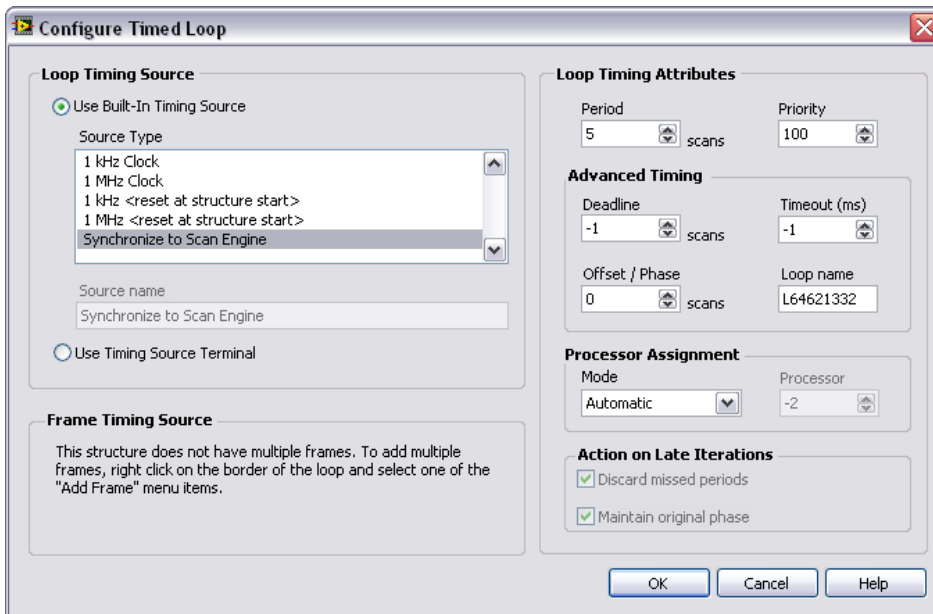 Configure Timed Loop
Loop Timing Source
Use Built-In Timing Source
Source Type
1 kHz Clock
1 MHz Clock
1 kHz <reset at structure start>
1 MHz <reset at structure start>
Synchronize to Scan Engine
Source name
Synchronize to Scan Engine
Use Timing Source Terminal
Frame Timing Source
This structure does not have multiple frames. To add multiple
frames, right click on the border of the loop and select one of the
"Add Frame" menu items.
Loop Timing Attributes
Period Priority
5 scans 100
Advanced Timing
Deadline Timeout (ms)
-1 scans -1
Offset / Phase Loop name
0 scans L64621332
Processor Assignment
Mode Processor
Automatic -2
Action on Late Iterations
Discard missed periods
Maintain original phase
OK Cancel Help